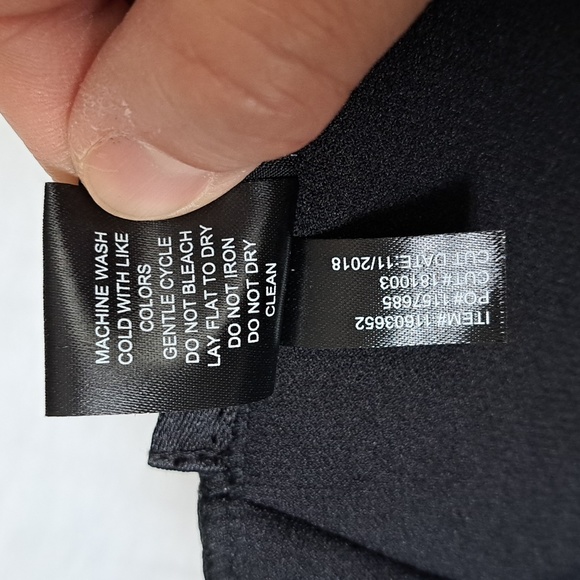 MACHINE WASH
COLD WITH LIKE
COLORS
GENTLE CYCLE
DO NOT BLEACH
LAY FLAT TO DRY
DO NOT IRON
DO NOT DRY
CLEAN
ITEM# 11603652
PO# 1157685
CUT# 181003
CUT DATE:11/2018